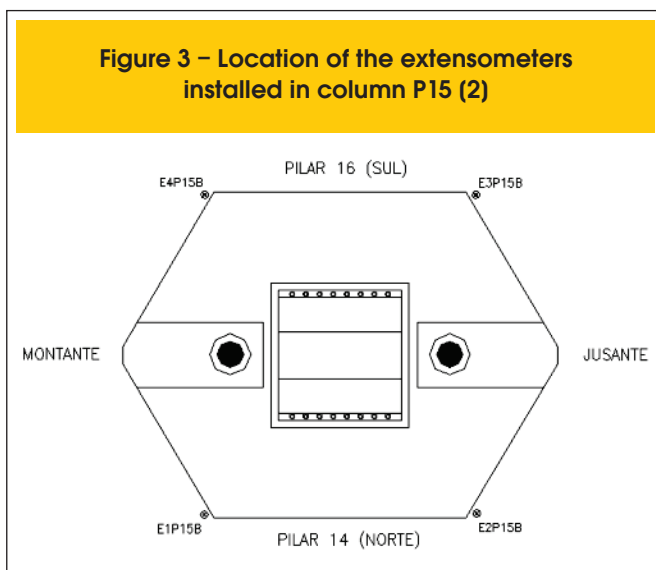 Figure 3 – Location of the extensometers
installed in column P15 (2)
PILAR 16 (SUL)
E4P15B
E3P15B
MONTANTE
JUSANTE
E1P15B
E2P15B
PILAR 14 (NORTE)